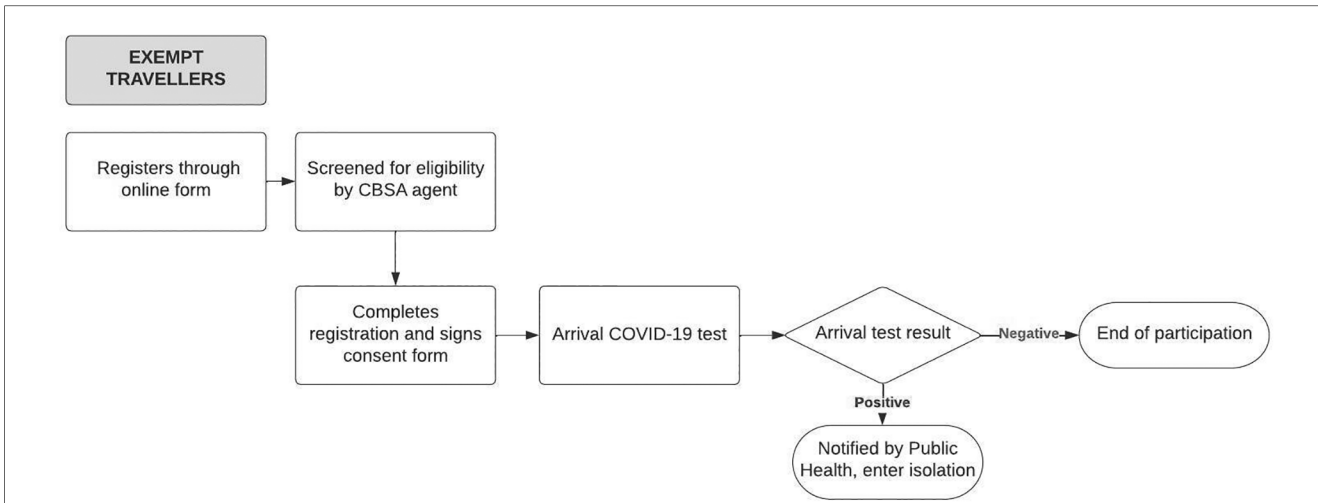 EXEMPT
TRAVELLERS
Registers through
online form
Screened for eligibility
by CBSA agent
Completes
registration and signs
consent form
Arrival COVID-19 test
Arrival test result
Negative
End of participation
Positive
Notified by Public
Health, enter isolation